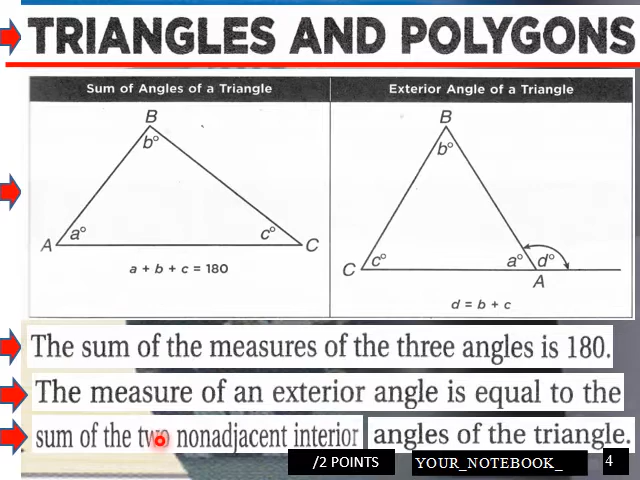 TRIANGLES AND POLYGONS
Sum of Angles of a Triangle
Exterior Angle of a Triangle
B
b°
a°
c°
A
C
a + b + c = 180
B
b°
c°
a°
d°
C
A
d = b + c
The sum of the measures of the three angles is 180.
The measure of an exterior angle is equal to the
sum of the two nonadjacent interior angles of the triangle.
/2 POINTS
YOUR_NOTEBOOK_
4